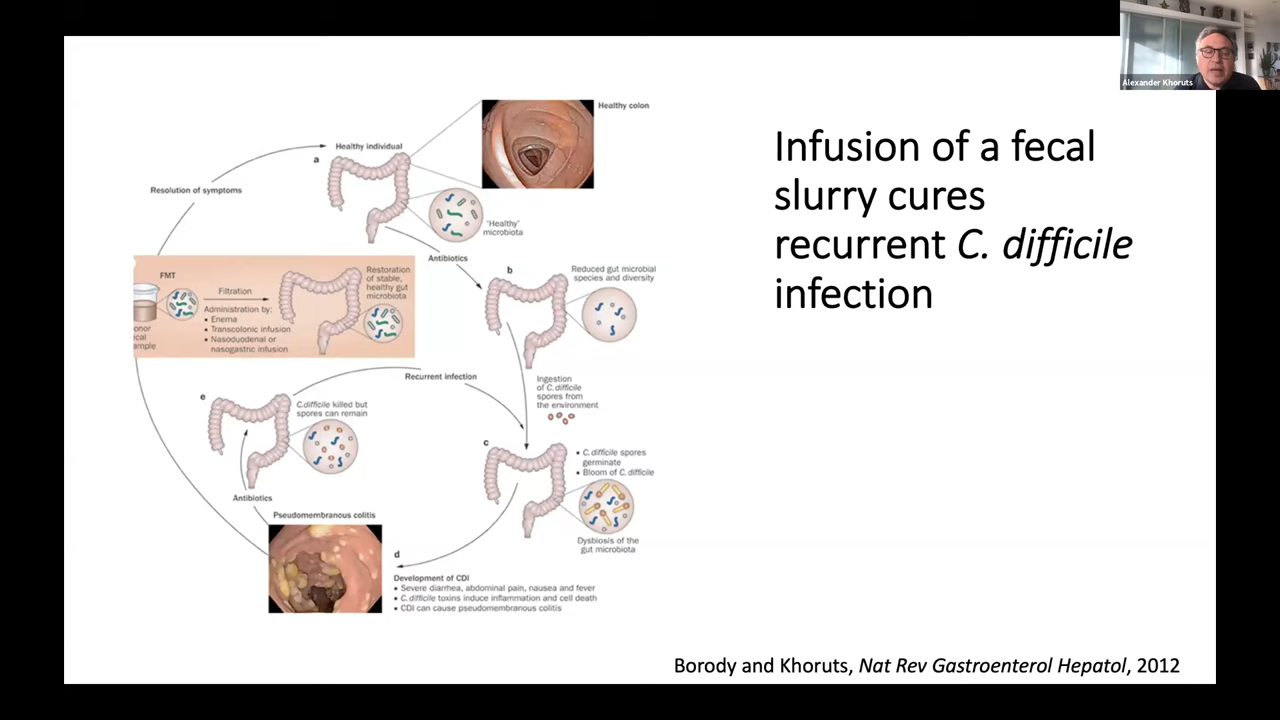 Alexander Khoruts
Infusion of a fecal
slurry cures
recurrent C. difficile
infection
Healthy colon
Healthy individual
a
Resolution of symptoms
'Healthy'
microbiota
Antibiotics
FMT
Filtration
Administration by:
• Enema
• Transcolonic infusion
• Nasoduodenal or
nasogastric infusion
Restoration
of stable,
healthy gut
microbiota
onor
cal
ample
b
Reduced gut microbial
species and diversity
Recurrent infection
Ingestion
of C. difficile
spores from
the environment
e
C. difficile killed but
spores can remain
c
• C. difficile spores
germinate
• Bloom of C. difficile
Antibiotics
Dysbiosis of the
gut microbiota
Pseudomembranous colitis
d
Development of CDI
• Severe diarrhea, abdominal pain, nausea and fever
• C. difficile toxins induce inflammation and cell death
• CDI can cause pseudomembranous colitis
Borody and Khoruts, Nat Rev Gastroenterol Hepatol, 2012